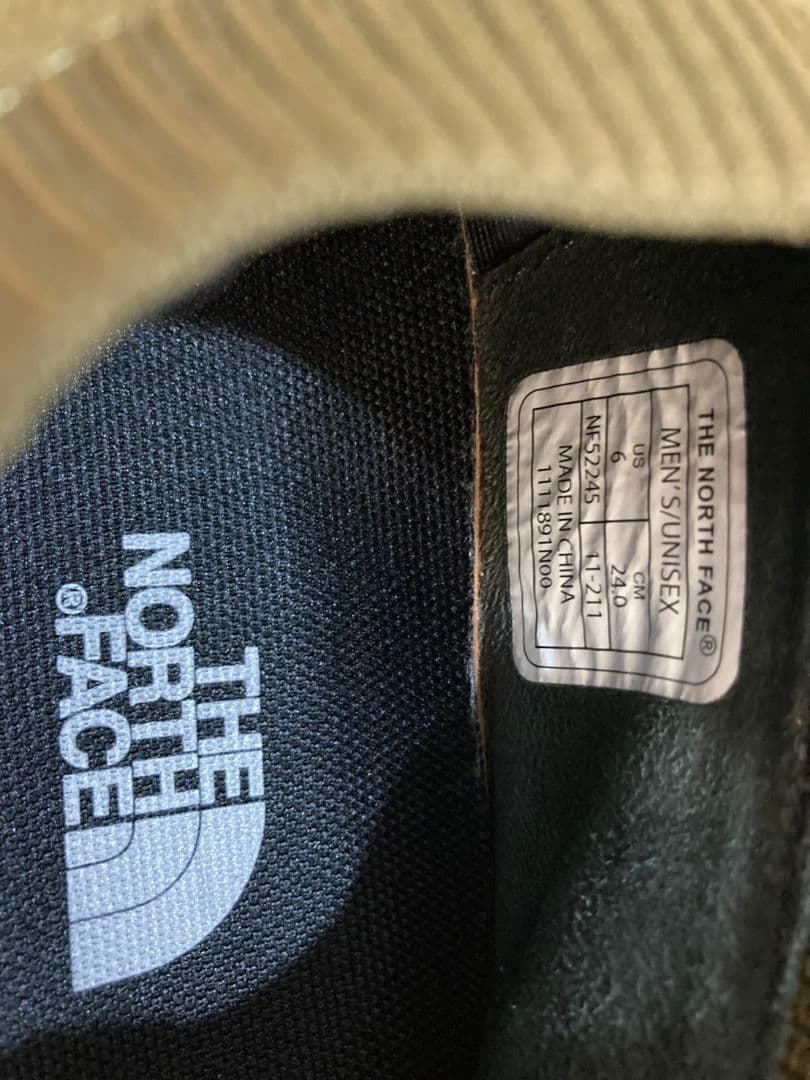 THE NORTH FACE®
MEN'S/UNISEX
US CM
6 24.0
NF52245 11-211
MADE IN CHINA
1111891N00
THE
NORTH
FACE®